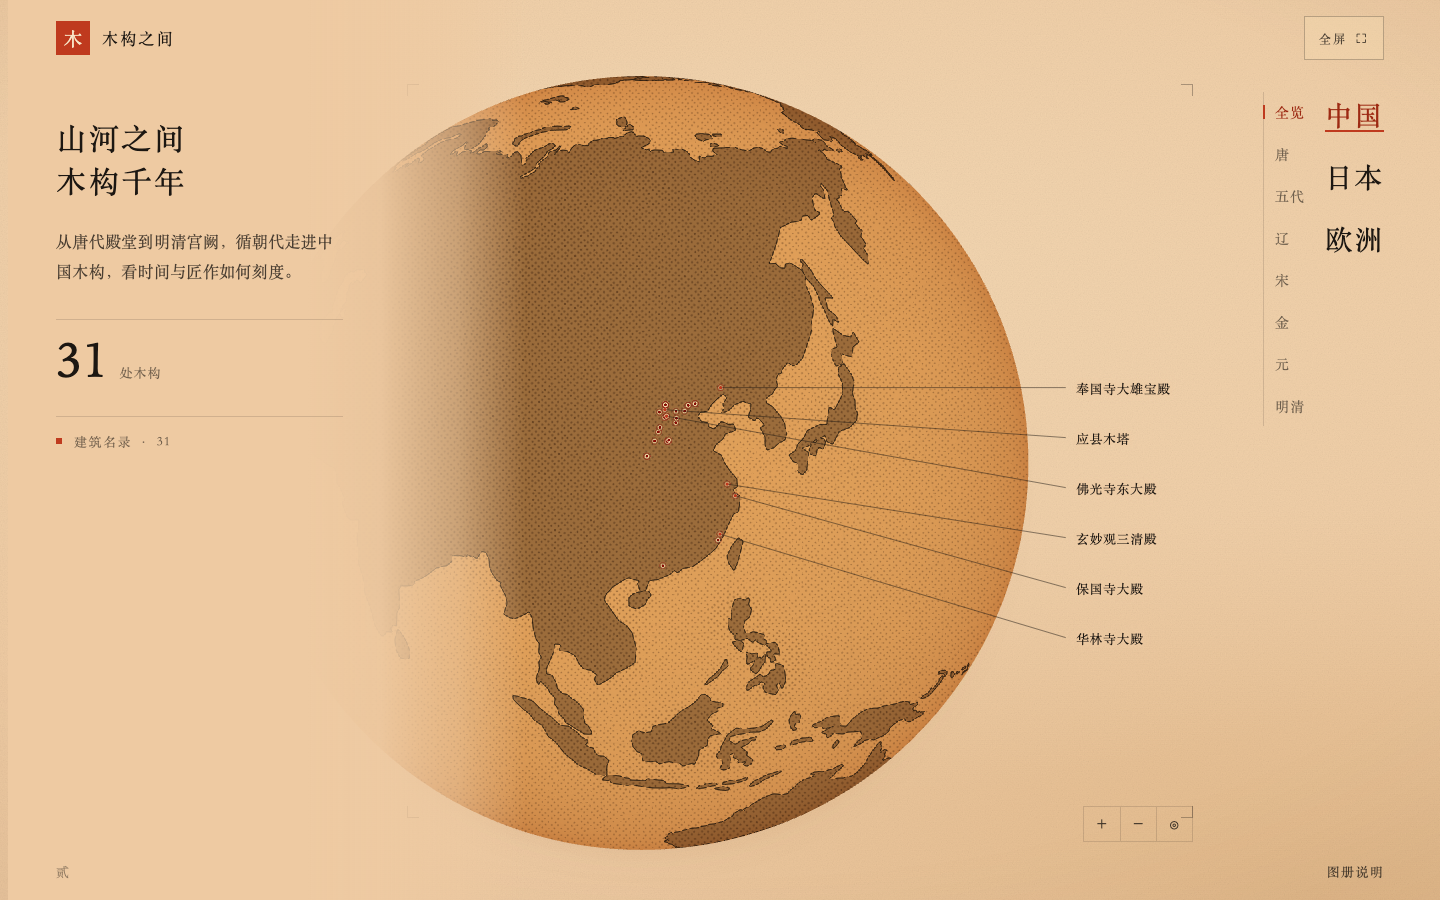 木
木构之间
全屏
山河之间
木构千年
从唐代殿堂到明清宫阙，循朝代走进中
国木构，看时间与匠作如何刻度。
31 处木构
建筑名录 · 31
奉国寺大雄宝殿
应县木塔
佛光寺东大殿
玄妙观三清殿
保国寺大殿
华林寺大殿
全览
唐
五代
辽
宋
金
元
明清
中国
日本
欧洲
+ − ◎
贰
图册说明